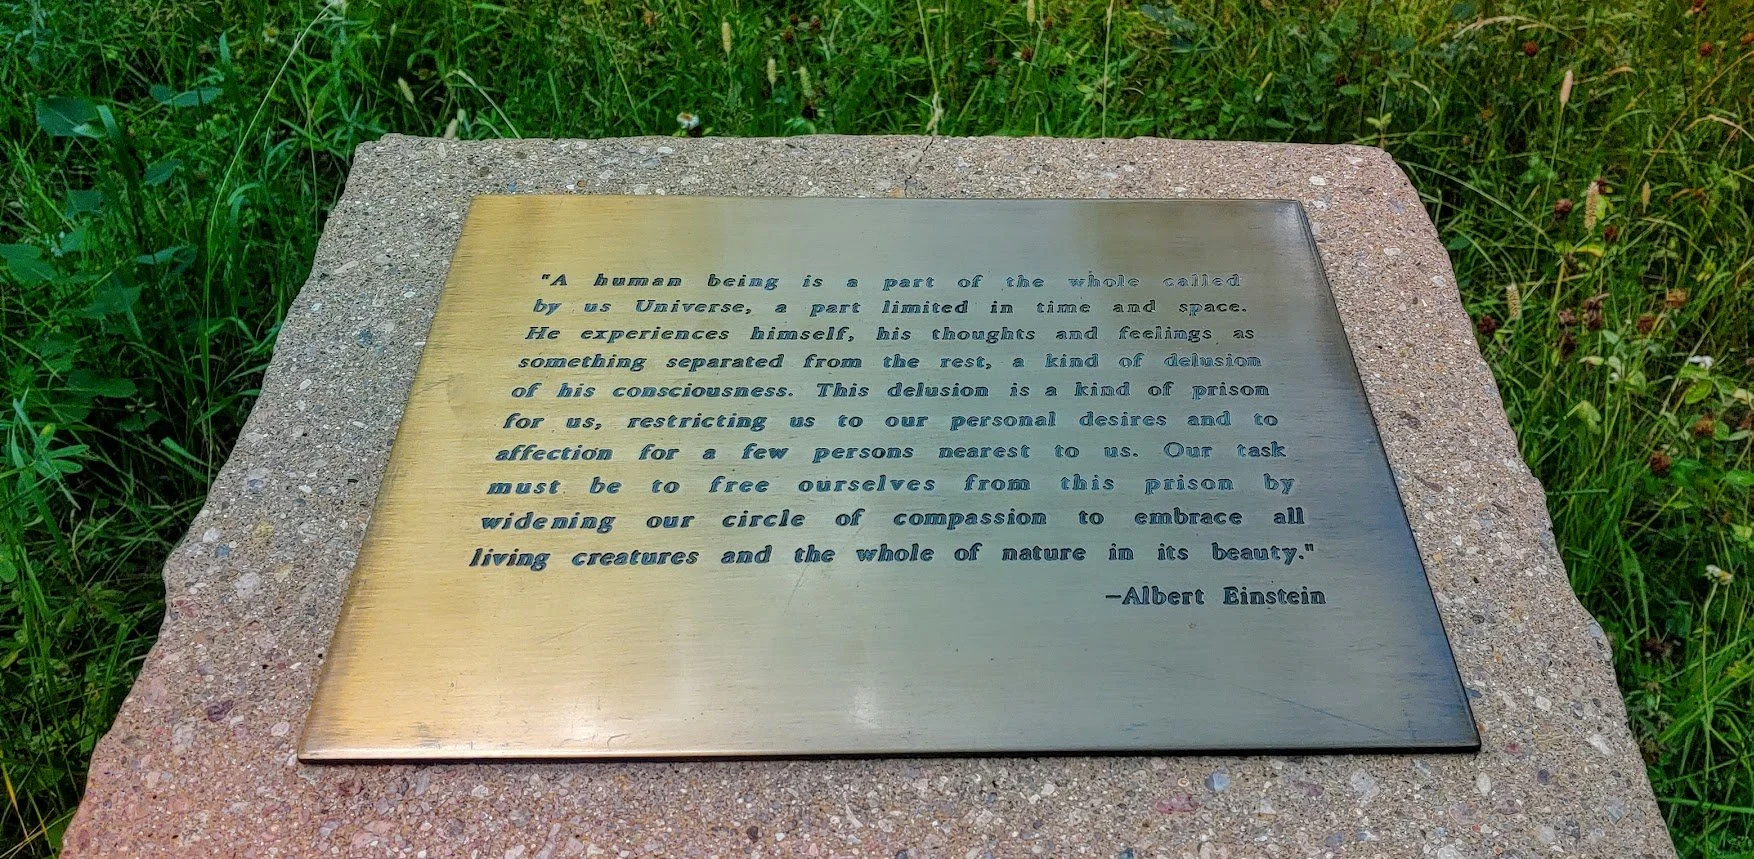 "A human being is a part of the whole called
by us Universe, a part limited in time and space.
He experiences himself, his thoughts and feelings as
something separated from the rest, a kind of delusion
of his consciousness. This delusion is a kind of prison
for us, restricting us to our personal desires and to
affection for a few persons nearest to us. Our task
must be to free ourselves from this prison by
widening our circle of compassion to embrace all
living creatures and the whole of nature in its beauty."
—Albert Einstein